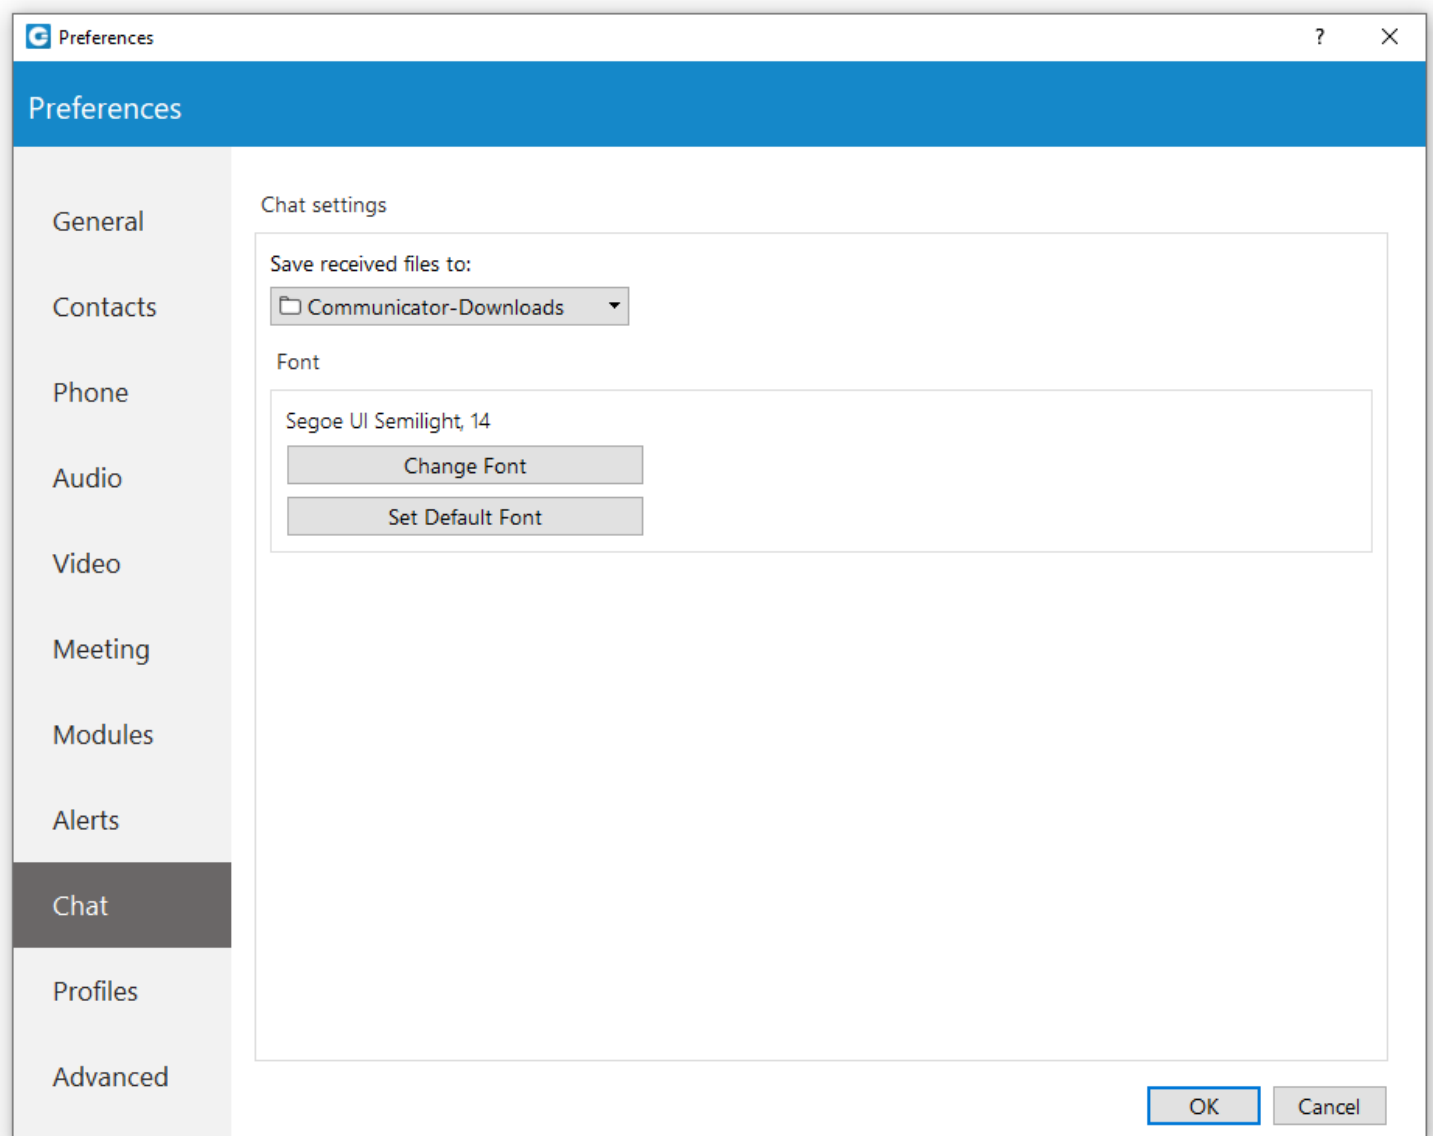 Preferences
?
Preferences
General
Contacts
Phone
Audio
Video
Meeting
Modules
Alerts
Chat
Profiles
Advanced
Chat settings
Save received files to:
Communicator-Downloads
Font
Segoe UI Semilight, 14
Change Font
Set Default Font
OK
Cancel